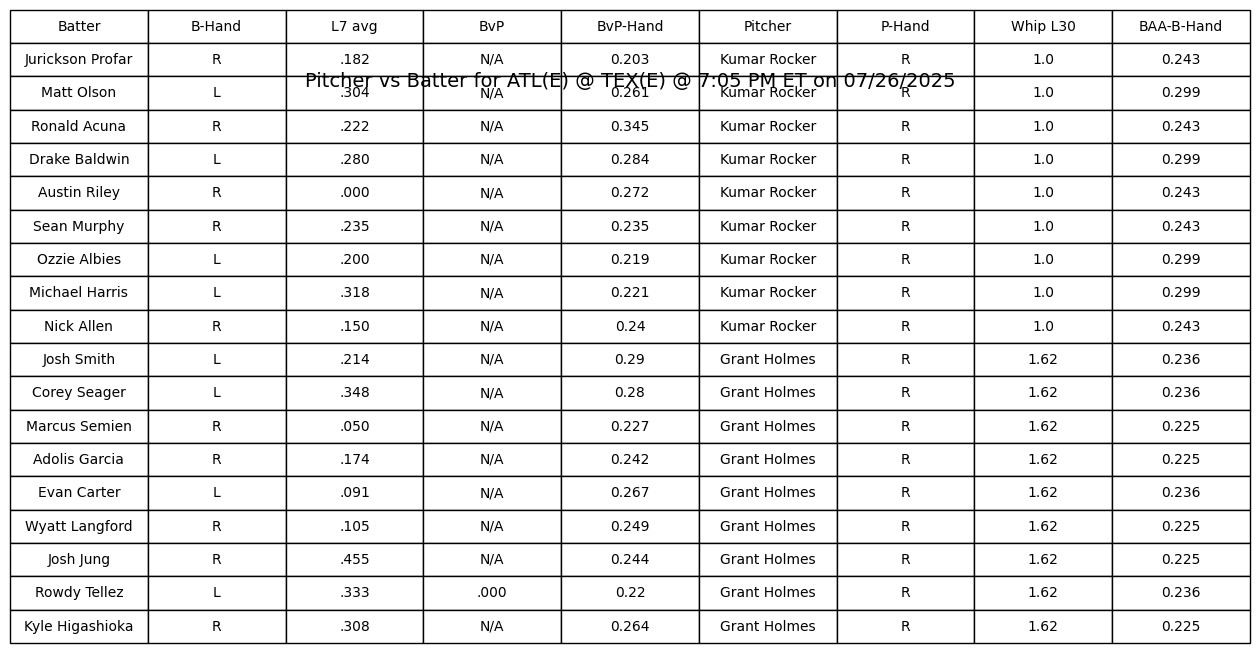 Batter B-Hand L7 avg BvP BvP-Hand Pitcher P-Hand Whip L30 BAA-B-Hand
Jurickson Profar R .182 N/A 0.203 Kumar Rocker R 1.0 0.243
Pitcher vs Batter for ATL(E) @ TEX(E) @ 7:05 PM ET on 07/26/2025
Matt Olson L .304 N/A 0.261 Kumar Rocker R 1.0 0.299
Ronald Acuna R .222 N/A 0.345 Kumar Rocker R 1.0 0.243
Drake Baldwin L .280 N/A 0.284 Kumar Rocker R 1.0 0.299
Austin Riley R .000 N/A 0.272 Kumar Rocker R 1.0 0.243
Sean Murphy R .235 N/A 0.235 Kumar Rocker R 1.0 0.243
Ozzie Albies L .200 N/A 0.219 Kumar Rocker R 1.0 0.299
Michael Harris L .318 N/A 0.221 Kumar Rocker R 1.0 0.299
Nick Allen R .150 N/A 0.24 Kumar Rocker R 1.0 0.243
Josh Smith L .214 N/A 0.29 Grant Holmes R 1.62 0.236
Corey Seager L .348 N/A 0.28 Grant Holmes R 1.62 0.236
Marcus Semien R .050 N/A 0.227 Grant Holmes R 1.62 0.225
Adolis Garcia R .174 N/A 0.242 Grant Holmes R 1.62 0.225
Evan Carter L .091 N/A 0.267 Grant Holmes R 1.62 0.236
Wyatt Langford R .105 N/A 0.249 Grant Holmes R 1.62 0.225
Josh Jung R .455 N/A 0.244 Grant Holmes R 1.62 0.225
Rowdy Tellez L .333 .000 0.22 Grant Holmes R 1.62 0.236
Kyle Higashioka R .308 N/A 0.264 Grant Holmes R 1.62 0.225